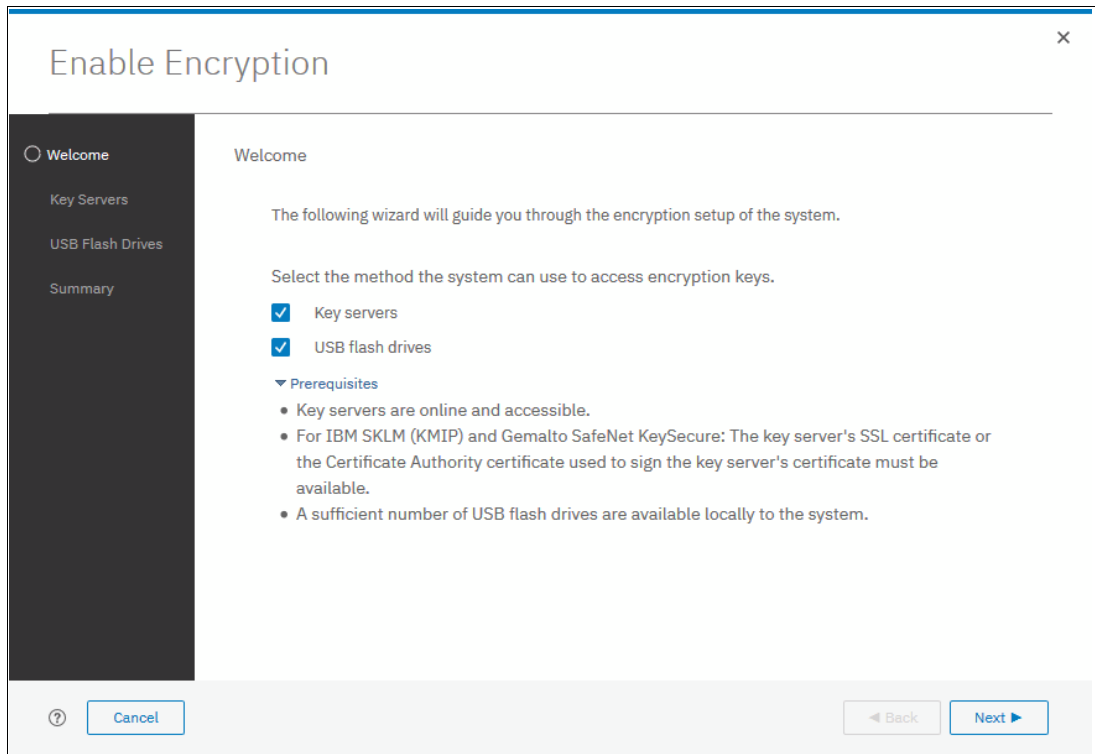 Enable Encryption
Welcome
Key Servers
USB Flash Drives
Summary
Welcome
The following wizard will guide you through the encryption setup of the system.
Select the method the system can use to access encryption keys.
Key servers
USB flash drives
Prerequisites
• Key servers are online and accessible.
• For IBM SKLM (KMIP) and Gemalto SafeNet KeySecure: The key server's SSL certificate or
the Certificate Authority certificate used to sign the key server's certificate must be
available.
• A sufficient number of USB flash drives are available locally to the system.
? Cancel
Back
Next